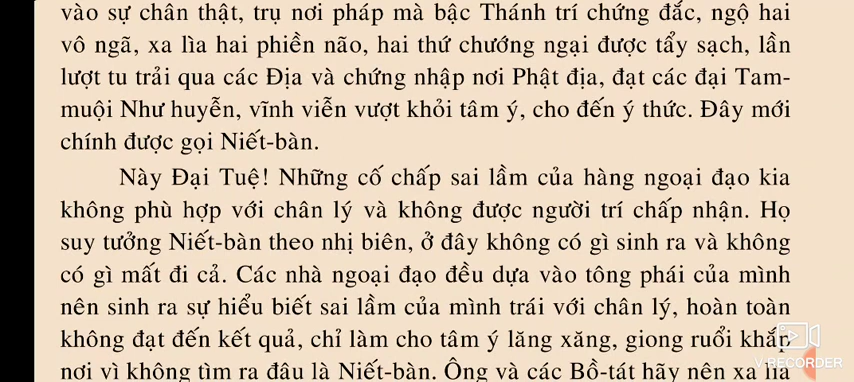 vào sự chân thật, trụ nơi pháp mà bậc Thánh trí chứng đắc, ngộ hai
vô ngã, xa lìa hai phiền não, hai thứ chướng ngại được tẩy sạch, lần
lượt tu trải qua các Địa và chứng nhập nơi Phật địa, đạt các đại Tam-
muội Như huyễn, vĩnh viễn vượt khỏi tâm ý, cho đến ý thức. Đây mới
chính được gọi Niết-bàn.
Này Đại Tuệ! Những cố chấp sai lầm của hàng ngoại đạo kia
không phù hợp với chân lý và không được người trí chấp nhận. Họ
suy tưởng Niết-bàn theo nhị biên, ở đây không có gì sinh ra và không
có gì mất đi cả. Các nhà ngoại đạo đều dựa vào tông phái của mình
nên sinh ra sự hiểu biết sai lầm của mình trái với chân lý, hoàn toàn
không đạt đến kết quả, chỉ làm cho tâm ý lăng xăng, giong ruổi khắp
nơi vì không tìm ra đâu là Niết-bàn. Ông và các Bồ-tát hãy nên xa lìa
V-RECORDER